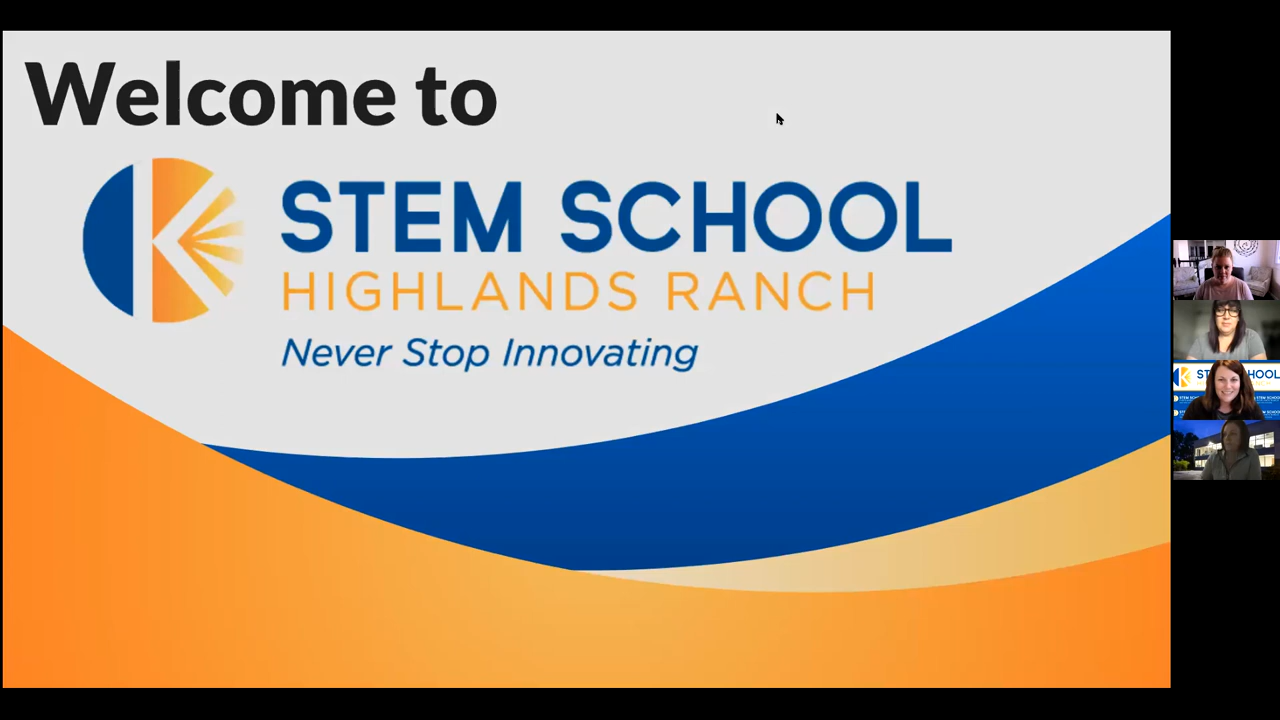 Welcome to
STEM SCHOOL
HIGHLANDS RANCH
Never Stop Innovating